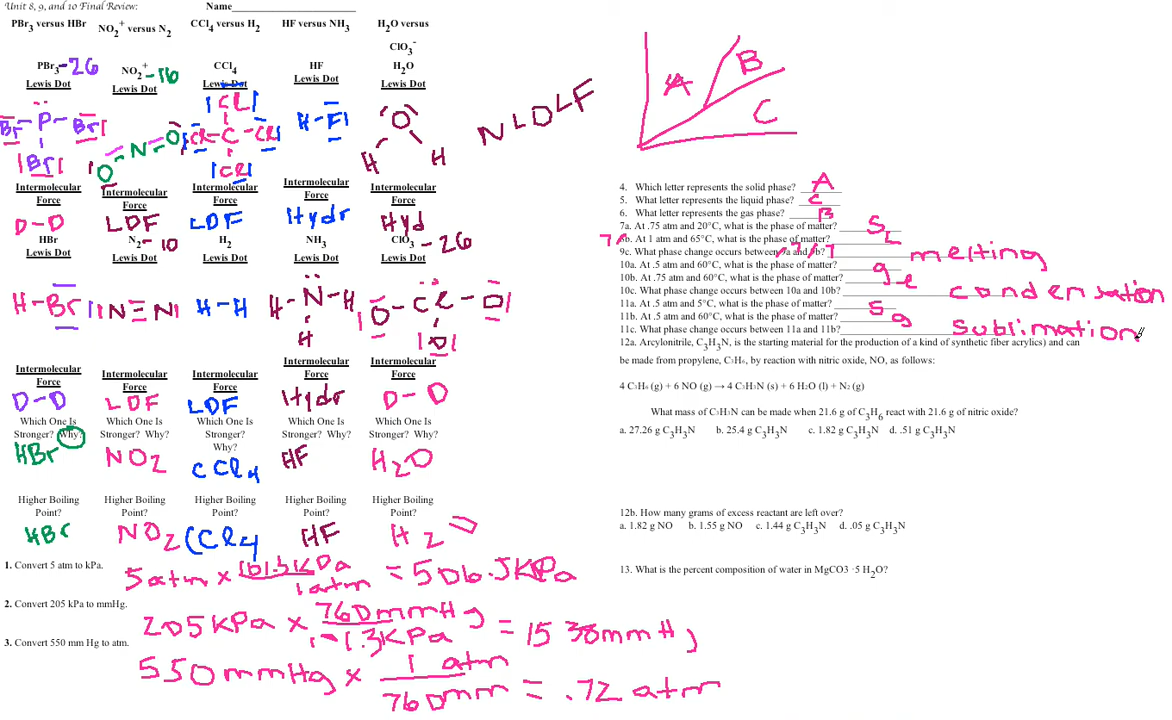 Unit 8, 9, and 10 Final Review:
Name
PBr3 versus HBr
NO2+ versus N2
CCl4 versus H2
HF versus NH3
H2O versus
ClO3-
PBr3 -26
Lewis Dot
NO2+ -16
Lewis Dot
CCl4
Lewis Dot
HF
Lewis Dot
H2O
Lewis Dot
Br - P - Br
Br
O - N - O
Cl
Cl - C - Cl
Cl
H - F
O
H H
N L D L F
Intermolecular
Force
D-D
Intermolecular
Force
LDF
Intermolecular
Force
LDF
Intermolecular
Force
Hydr
Intermolecular
Force
Hyd
HBr
Lewis Dot
N2 - 10
Lewis Dot
H2
Lewis Dot
NH3
Lewis Dot
ClO3 - 26
Lewis Dot
H-Br
N≡N
H-H
H-N-H
H
O - Cl - O
O
Intermolecular
Force
D-D
Intermolecular
Force
LDF
Intermolecular
Force
LDF
Intermolecular
Force
Hydr
Intermolecular
Force
D-D
Which One Is
Stronger? Why?
HBr
Which One Is
Stronger? Why?
NO2
Which One Is
Stronger?
Why?
CCl4
Which One Is
Stronger? Why?
HF
Which One Is
Stronger? Why?
H2O
Higher Boiling
Point?
HBr
Higher Boiling
Point?
NO2
Higher Boiling
Point?
CCl4
Higher Boiling
Point?
HF
Higher Boiling
Point?
H2O
1. Convert 5 atm to kPa.
5 atm x 101.3 KPa / 1 atm = 506.5 KPa
2. Convert 205 kPa to mmHg.
205 KPa x 760 mmHg / 101.3 KPa = 1538 mmHg
3. Convert 550 mm Hg to atm.
550 mmHg x 1 atm / 760 mm = .72 atm
A
B
C
4. Which letter represents the solid phase? A
5. What letter represents the liquid phase? C
6. What letter represents the gas phase? B
7a. At .75 atm and 20°C, what is the phase of matter? S
7b. At 1 atm and 65°C, what is the phase of matter? L
9c. What phase change occurs between 9a and 9b? melting
10a. At .5 atm and 60°C, what is the phase of matter? g
10b. At .75 atm and 60°C, what is the phase of matter? l
10c. What phase change occurs between 10a and 10b? condensation
11a. At .5 atm and 5°C, what is the phase of matter? S
11b. At .5 atm and 60°C, what is the phase of matter? g
11c. What phase change occurs between 11a and 11b? sublimation
12a. Arcylonitrile, C3H3N, is the starting material for the production of a kind of synthetic fiber acrylics) and can
be made from propylene, C3H6, by reaction with nitric oxide, NO, as follows:
4 C3H6 (g) + 6 NO (g) → 4 C3H3N (s) + 6 H2O (l) + N2 (g)
What mass of C3H3N can be made when 21.6 g of C3H6 react with 21.6 g of nitric oxide?
a. 27.26 g C3H3N b. 25.4 g C3H3N c. 1.82 g C3H3N d. .51 g C3H3N
12b. How many grams of excess reactant are left over?
a. 1.82 g NO b. 1.55 g NO c. 1.44 g C3H3N d. .05 g C3H3N
13. What is the percent composition of water in MgCO3 ·5 H2O?